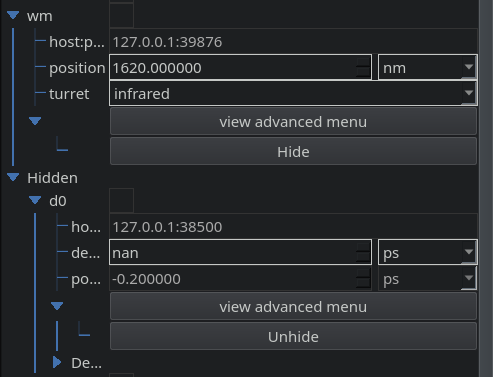 wm
host:p... 127.0.0.1:39876
position 1620.000000 nm
turret infrared
view advanced menu
Hide
Hidden
d0
ho... 127.0.0.1:38500
de... nan ps
po... -0.200000 ps
view advanced menu
Unhide
De...